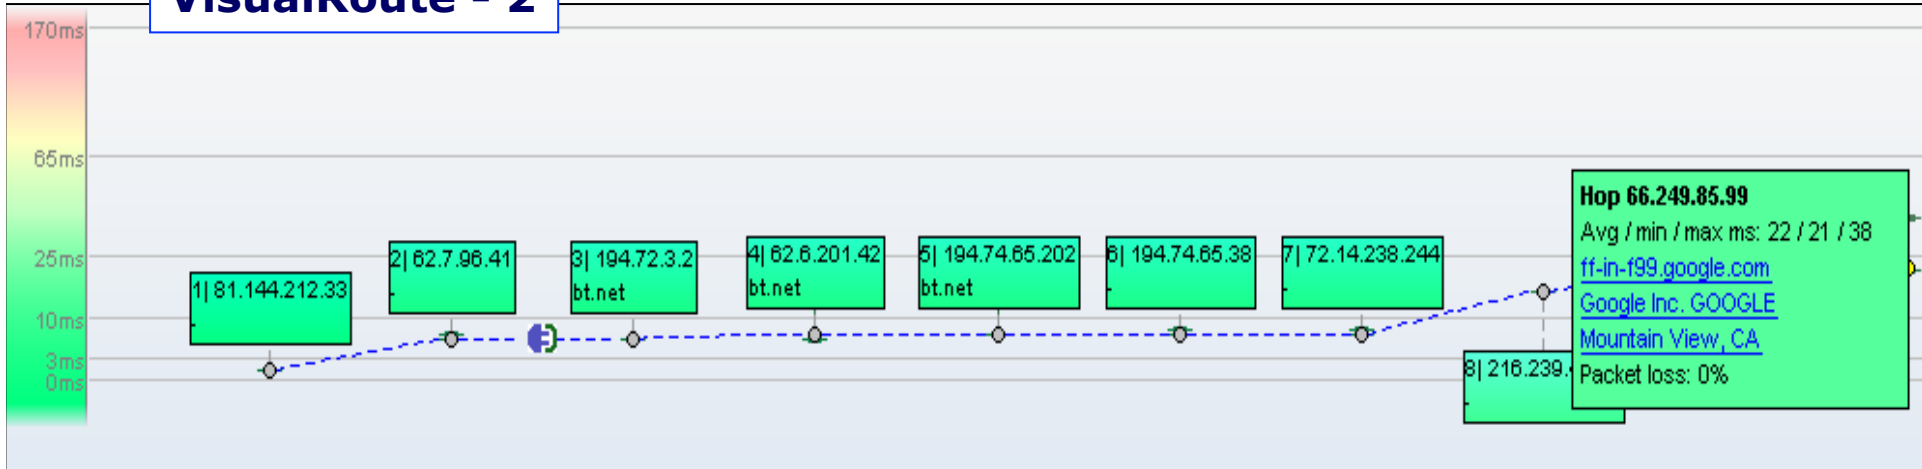 VisualRoute - 2
170ms
65ms
25ms
10ms
3ms
0ms
1| 81.144.212.33
-
2| 62.7.96.41
-
3| 194.72.3.2
bt.net
4| 62.6.201.42
bt.net
5| 194.74.65.202
bt.net
6| 194.74.65.38
-
7| 72.14.238.244
-
8| 216.239.
-
Hop 66.249.85.99
Avg / min / max ms: 22 / 21 / 38
ff-in-f99.google.com
Google Inc. GOOGLE
Mountain View, CA
Packet loss: 0%